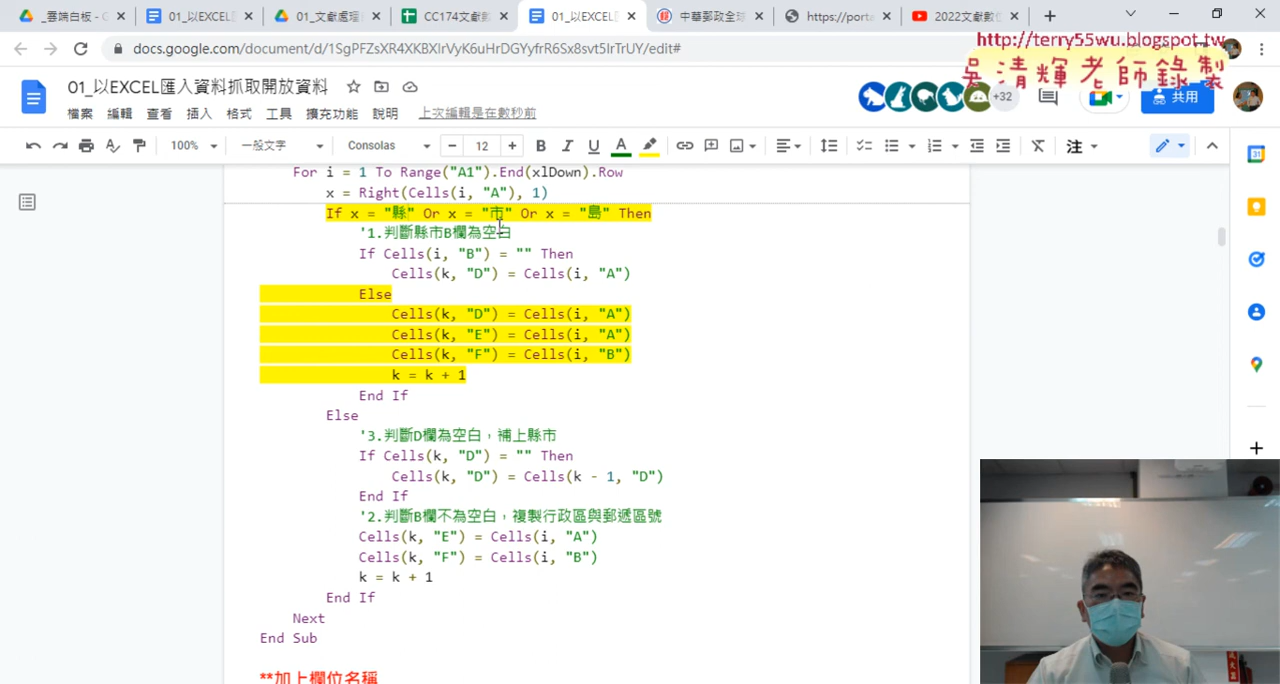 _雲端白板 - G
01_以EXCEL
01_文獻處理
CC174文獻數
01_以EXCEL
中華郵政全球
https://porta
2022文獻數位
docs.google.com/document/d/1SgPFZsXR4XKBXlrVyK6uHrDGYyfrR6Sx8svt5lrTrUY/edit#
http://terry55wu.blogspot.tw
吳清輝老師錄製
01_以EXCEL匯入資料抓取開放資料
+32
共用
檔案 編輯 查看 插入 格式 工具 擴充功能 說明 上次編輯是在數秒前
100% 一般文字 Consolas 12 B I U A 注
For i = 1 To Range("A1").End(xlDown).Row
x = Right(Cells(i, "A"), 1)
If x = "縣" Or x = "市" Or x = "島" Then
'1.判斷縣市B欄為空白
If Cells(i, "B") = "" Then
Cells(k, "D") = Cells(i, "A")
Else
Cells(k, "D") = Cells(i, "A")
Cells(k, "E") = Cells(i, "A")
Cells(k, "F") = Cells(i, "B")
k = k + 1
End If
Else
'3.判斷D欄為空白，補上縣市
If Cells(k, "D") = "" Then
Cells(k, "D") = Cells(k - 1, "D")
End If
'2.判斷B欄不為空白，複製行政區與郵遞區號
Cells(k, "E") = Cells(i, "A")
Cells(k, "F") = Cells(i, "B")
k = k + 1
End If
Next
End Sub
**加上欄位名稱